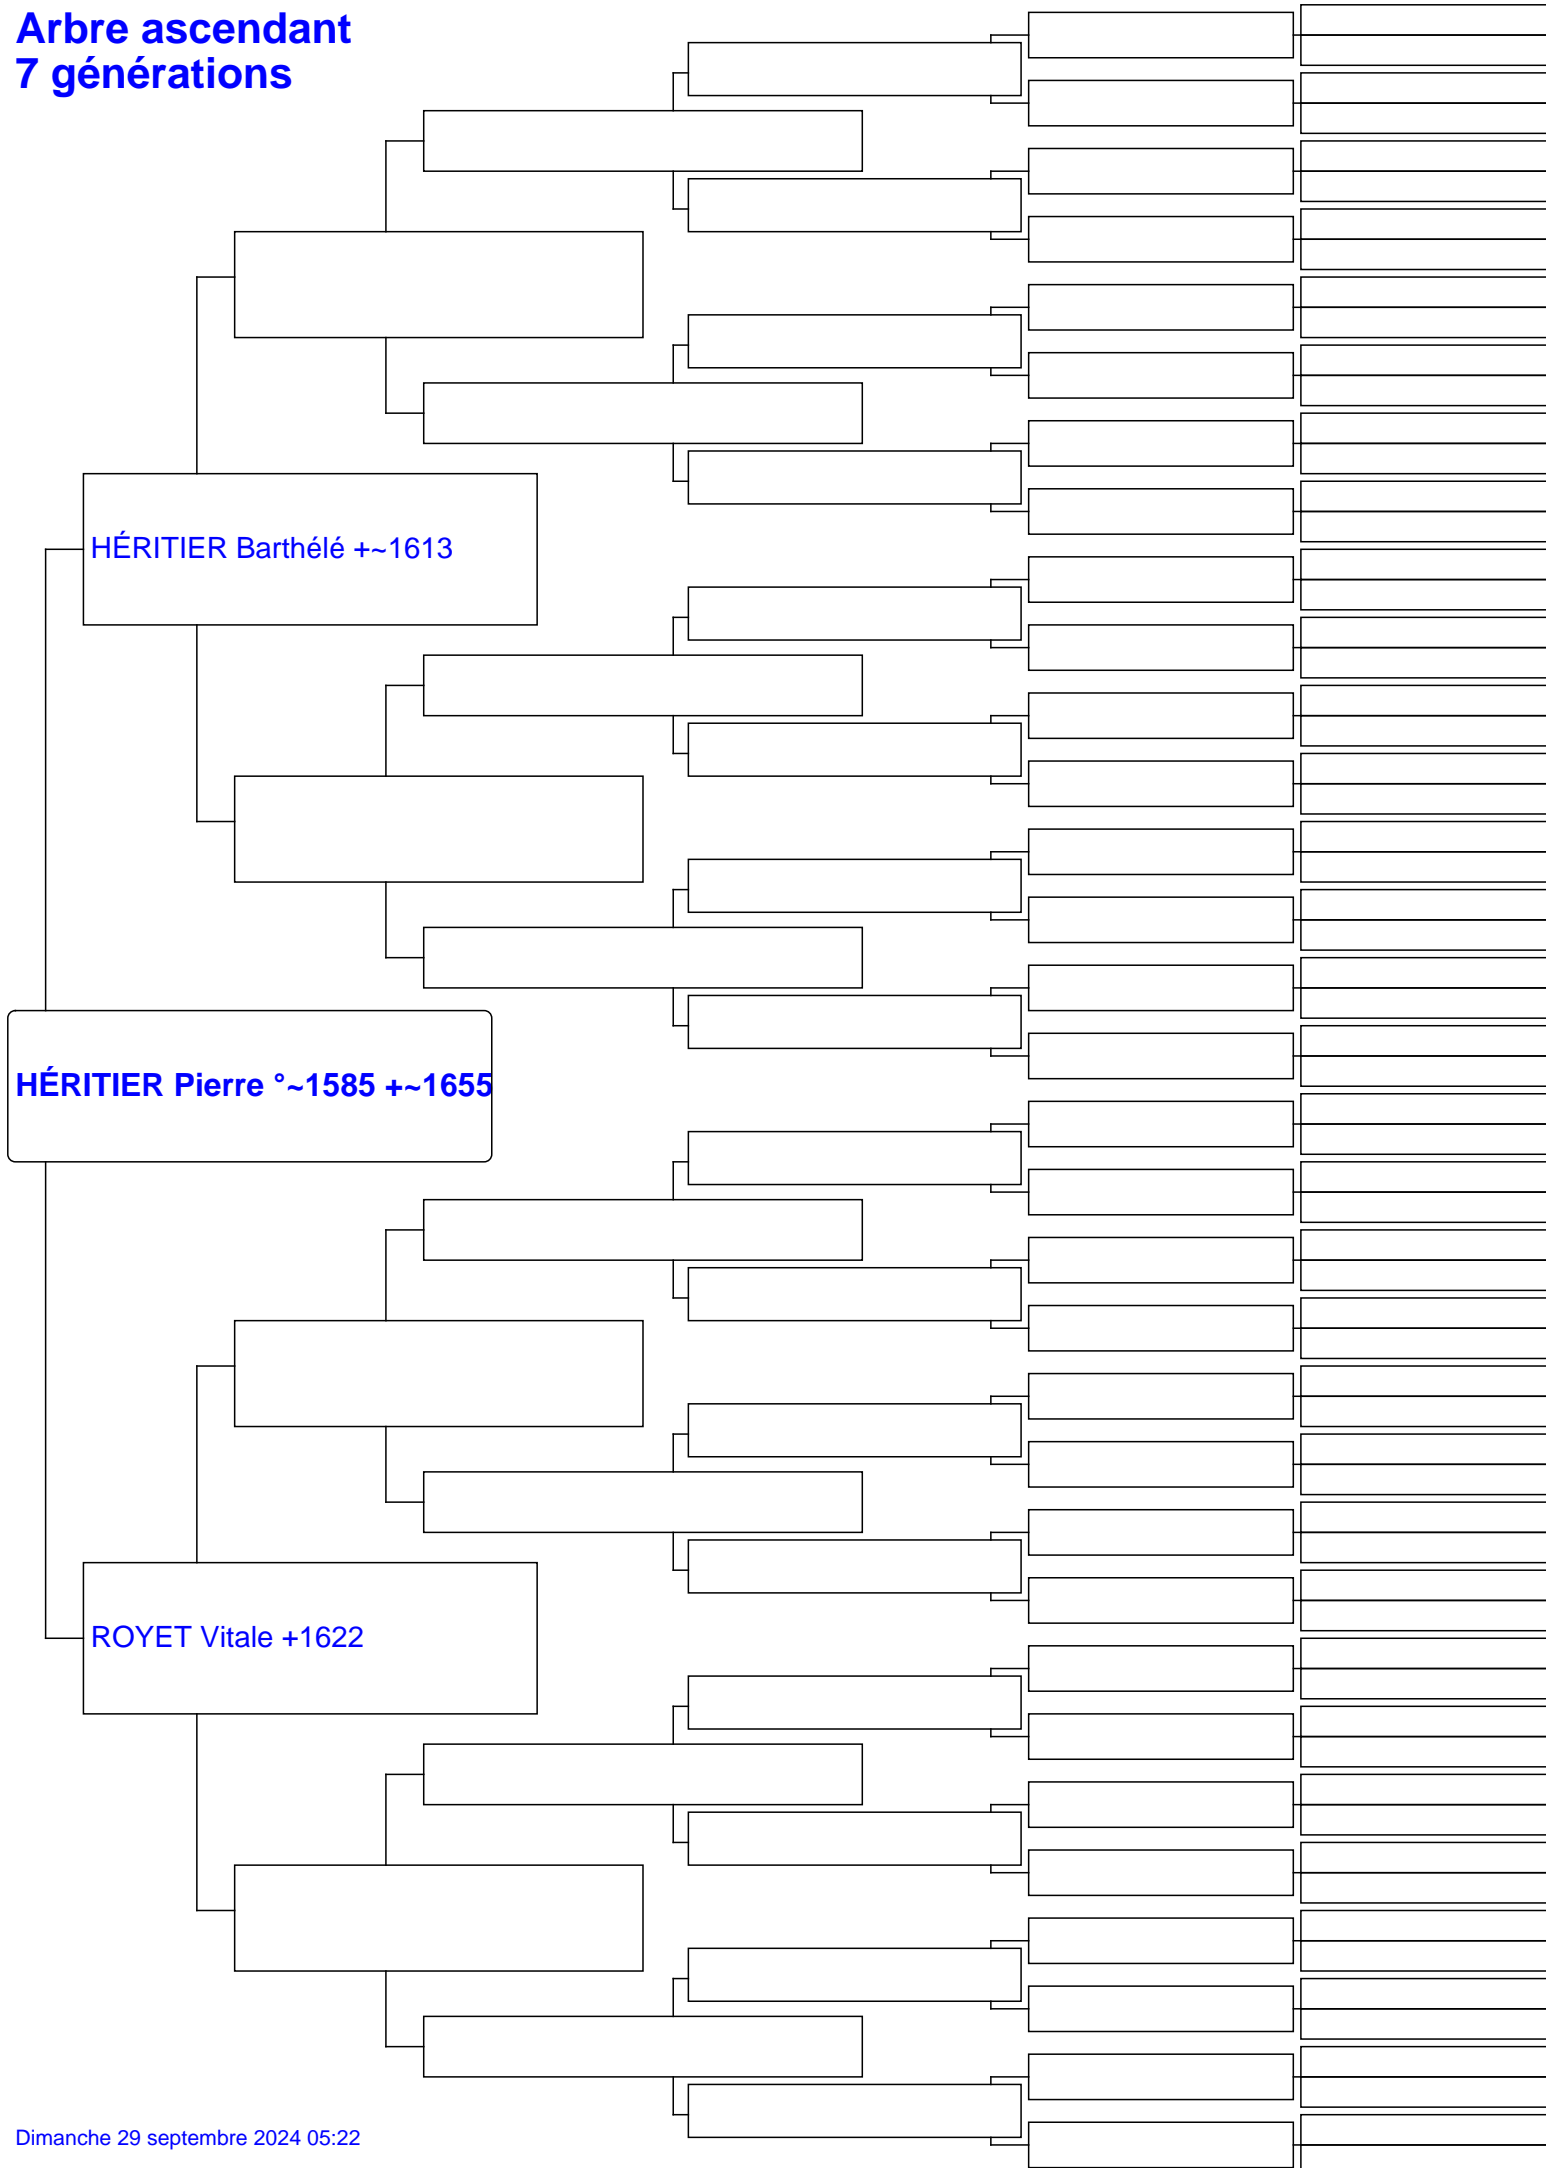 Arbre ascendant
7 générations
HÉRITIER Barthélé +~1613
HÉRITIER Pierre °~1585 +~1655
ROYET Vitale +1622
Dimanche 29 septembre 2024 05:22